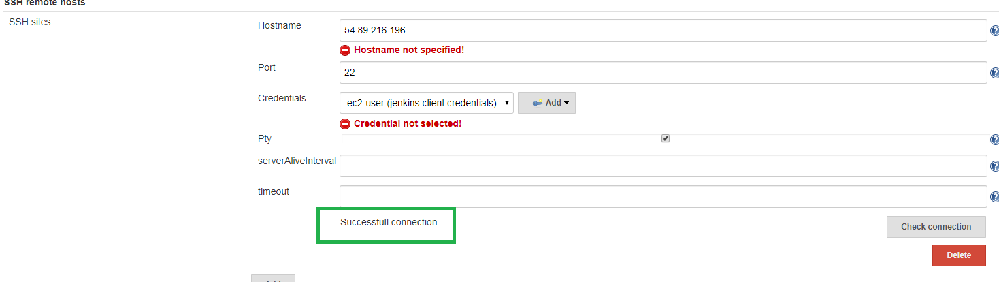 SSH remote hosts
SSH sites
Hostname
54.89.216.196
Hostname not specified!
Port
22
Credentials
ec2-user (jenkins client credentials)
Add
Credential not selected!
Pty
serverAliveInterval
timeout
Successfull connection
Check connection
Delete